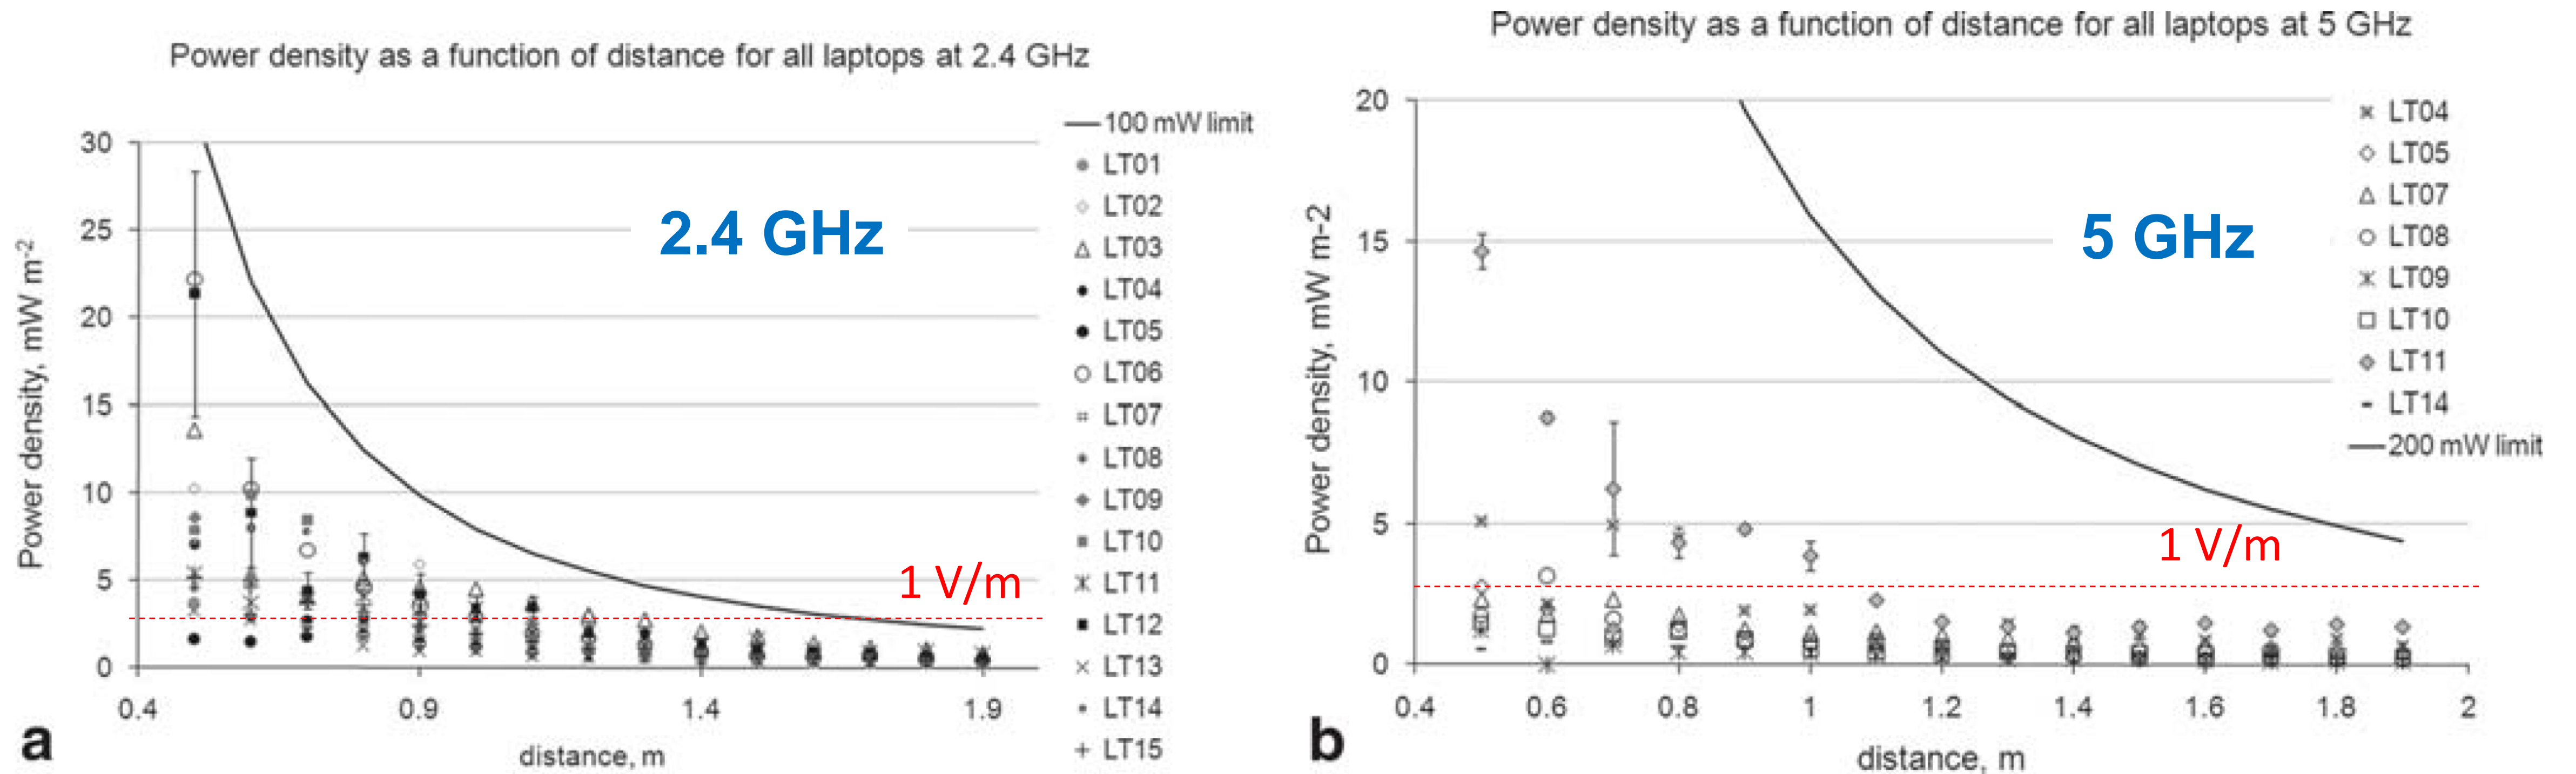 Power density as a function of distance for all laptops at 2.4 GHz
Power density, mW m-2
30
25
20
15
10
5
0
0.4
0.9
1.4
1.9
distance, m
2.4 GHz
1 V/m
100 mW limit
LT01
LT02
LT03
LT04
LT05
LT06
LT07
LT08
LT09
LT10
LT11
LT12
LT13
LT14
LT15
a
Power density as a function of distance for all laptops at 5 GHz
Power density, mW m-2
20
15
10
5
0
0.4
0.6
0.8
1
1.2
1.4
1.6
1.8
2
distance, m
5 GHz
1 V/m
LT04
LT05
LT07
LT08
LT09
LT10
LT11
LT14
200 mW limit
b